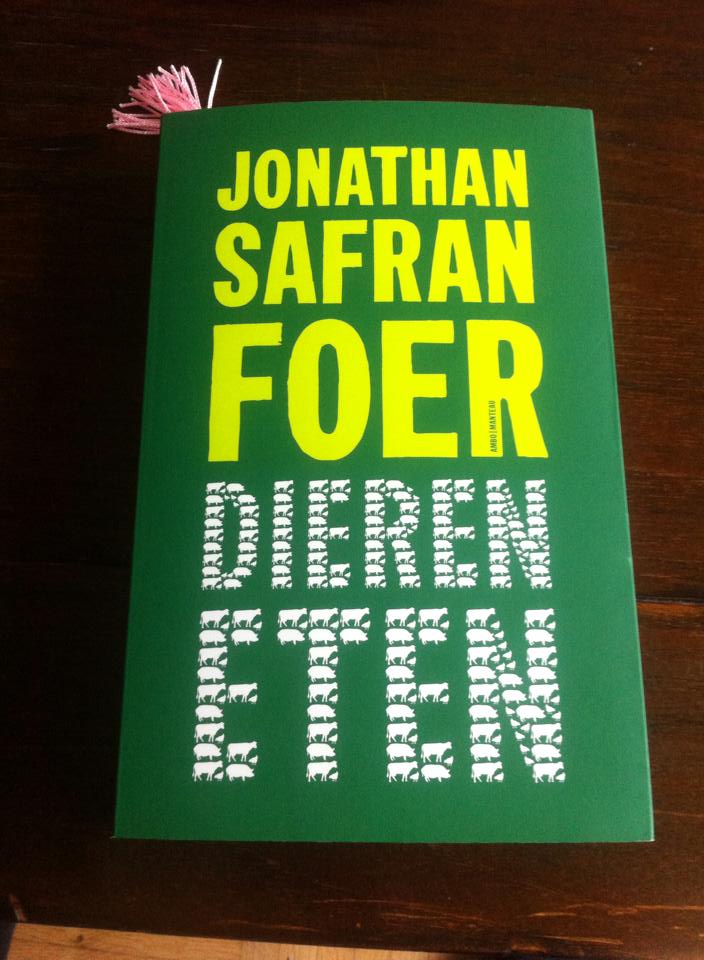 JONATHAN
SAFRAN
FOER
AMBO|MANTEAU
DIEREN
ETEN